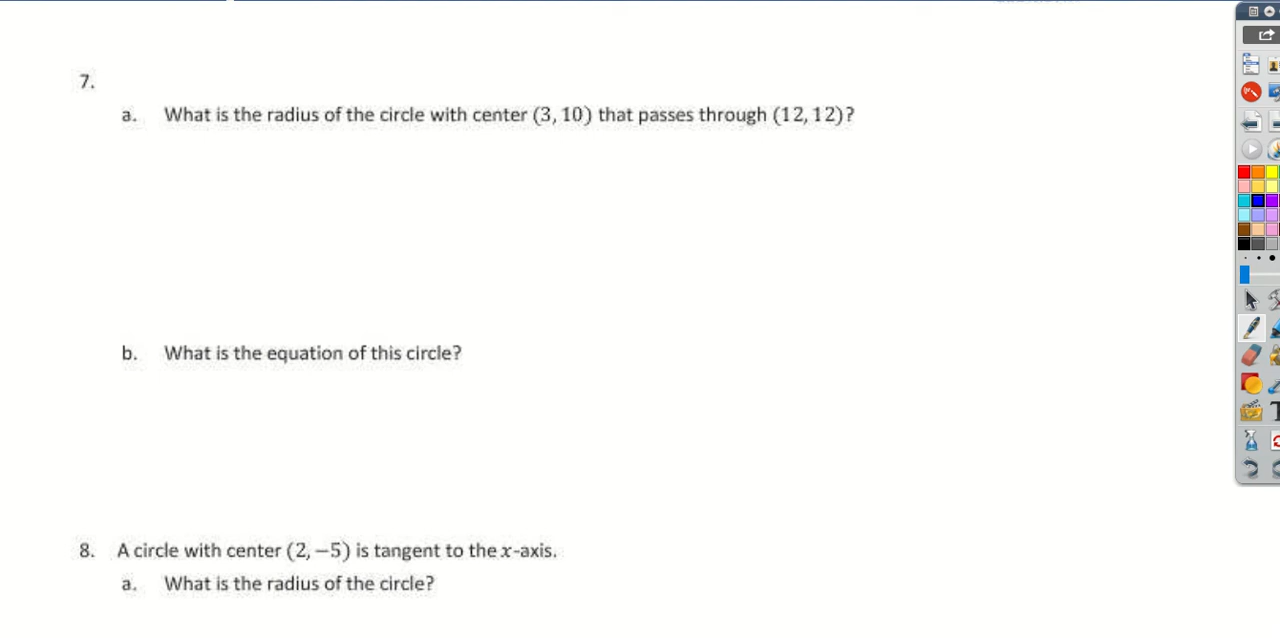 7.
a. What is the radius of the circle with center (3, 10) that passes through (12, 12)?
b. What is the equation of this circle?
8. A circle with center (2, −5) is tangent to the x-axis.
a. What is the radius of the circle?